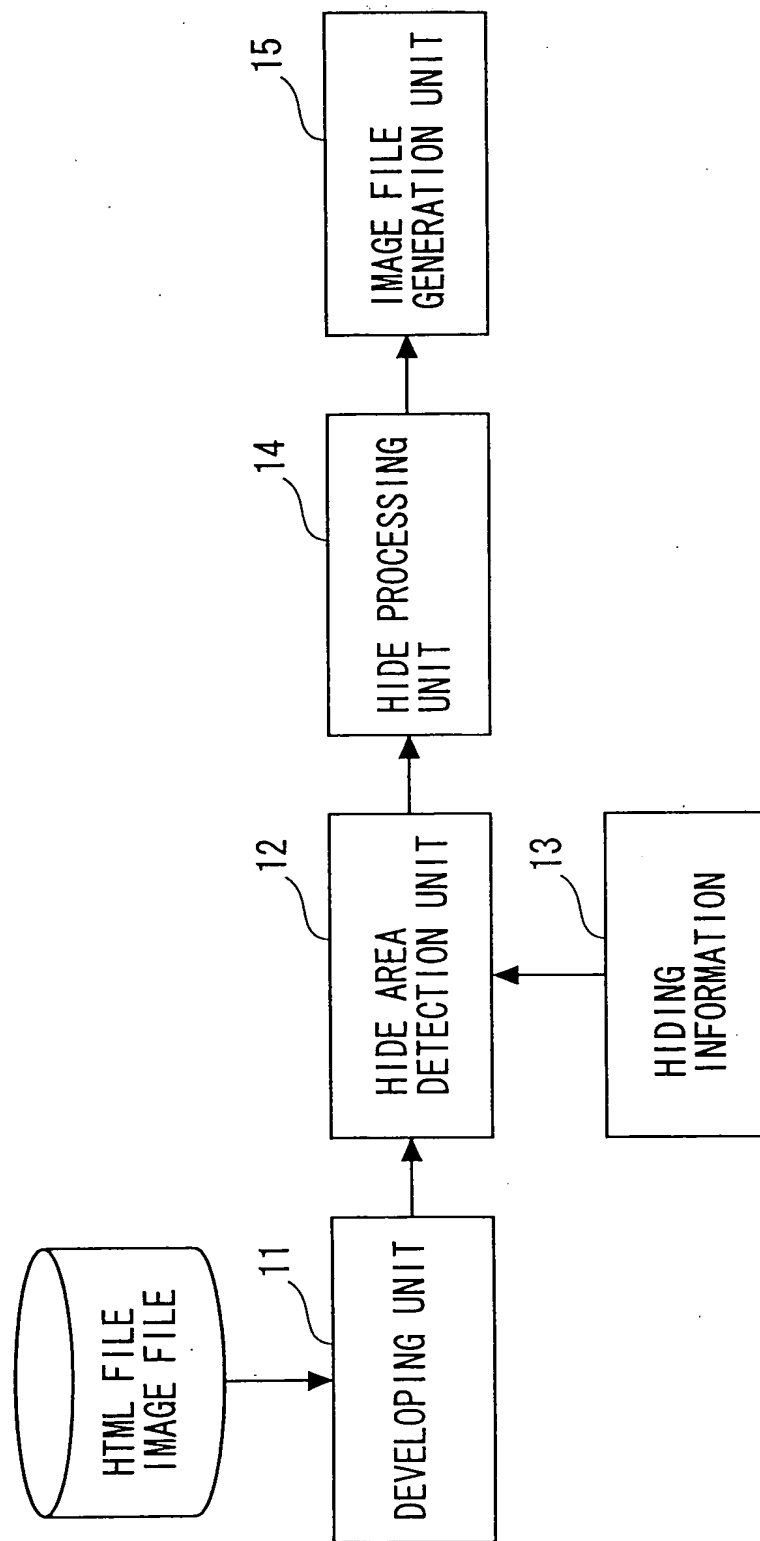 HTML FILE
IMAGE FILE
11
DEVELOPING UNIT
12
HIDE AREA
DETECTION UNIT
13
HIDING
INFORMATION
14
HIDE PROCESSING
UNIT
15
IMAGE FILE
GENERATION UNIT